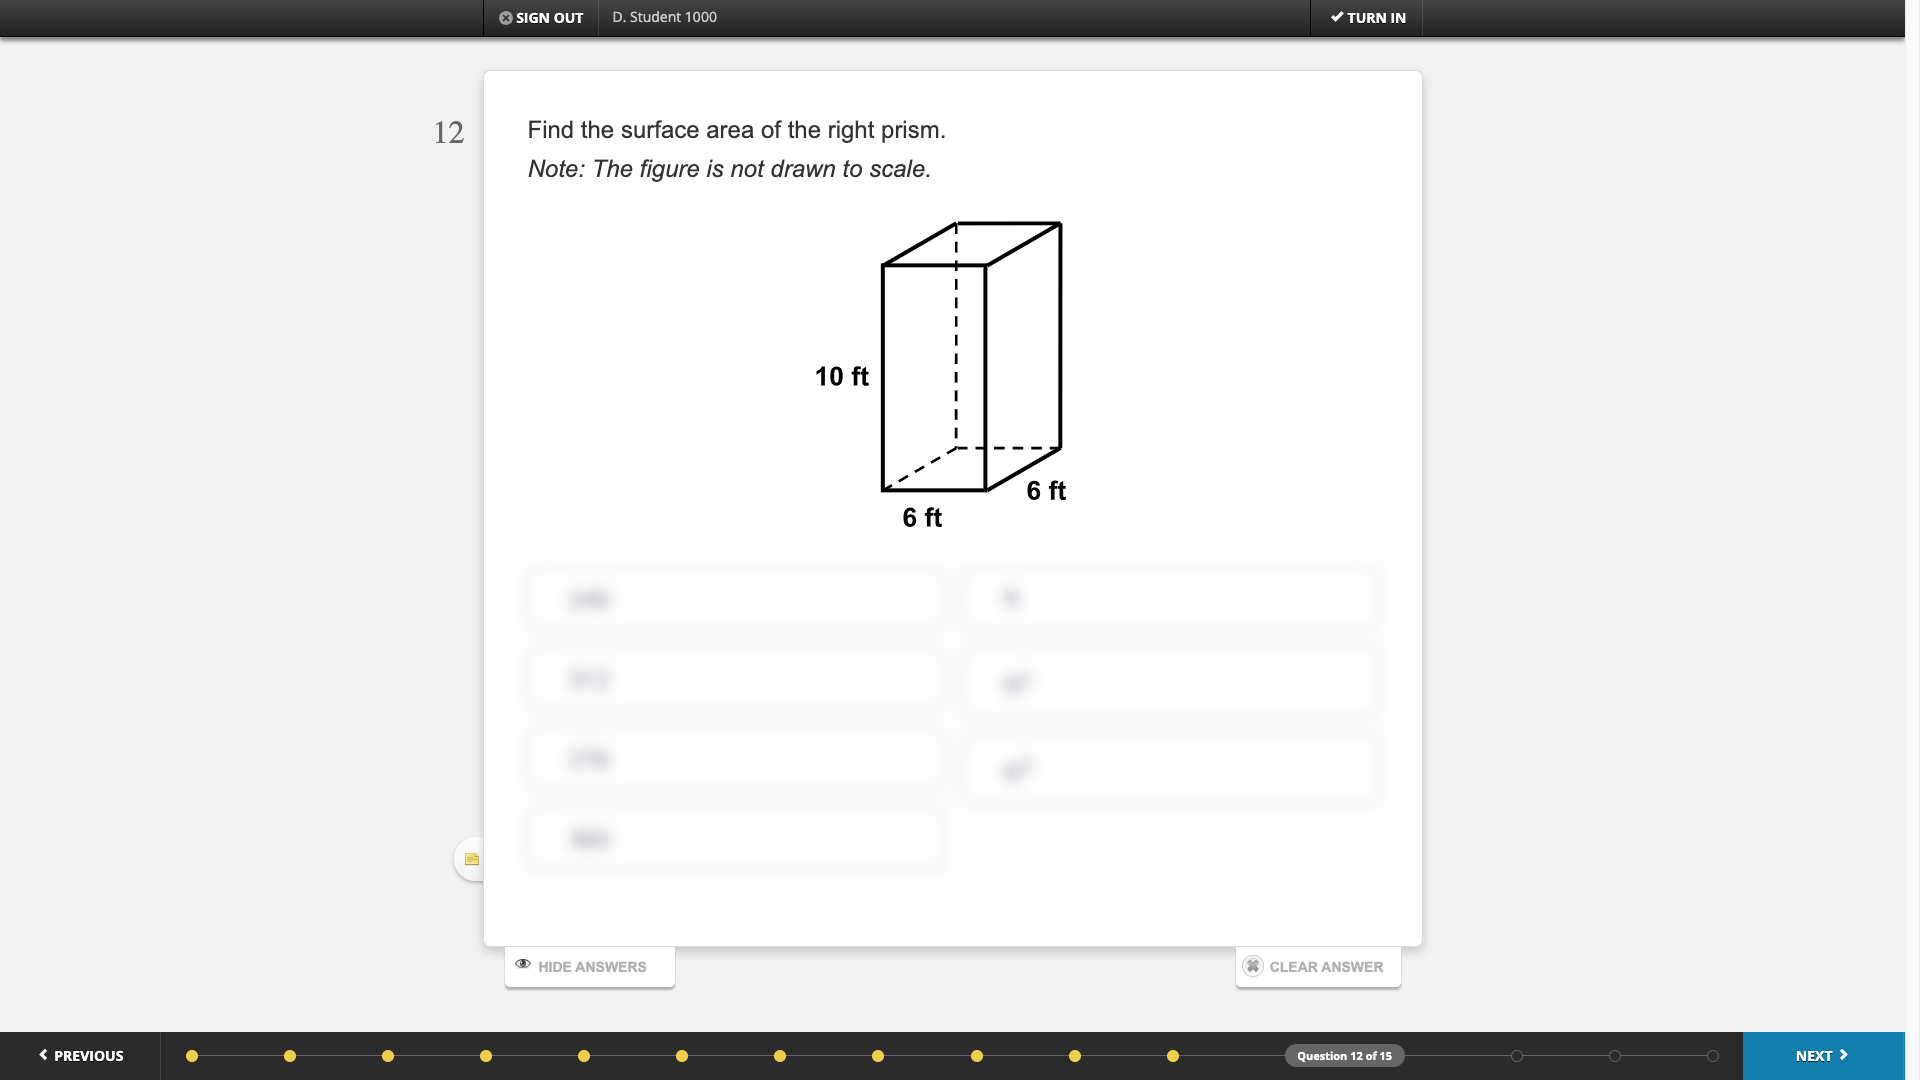 SIGN OUT
D. Student 1000
TURN IN
12
Find the surface area of the right prism.
Note: The figure is not drawn to scale.
10 ft
6 ft
6 ft
HIDE ANSWERS
CLEAR ANSWER
PREVIOUS
Question 12 of 15
NEXT